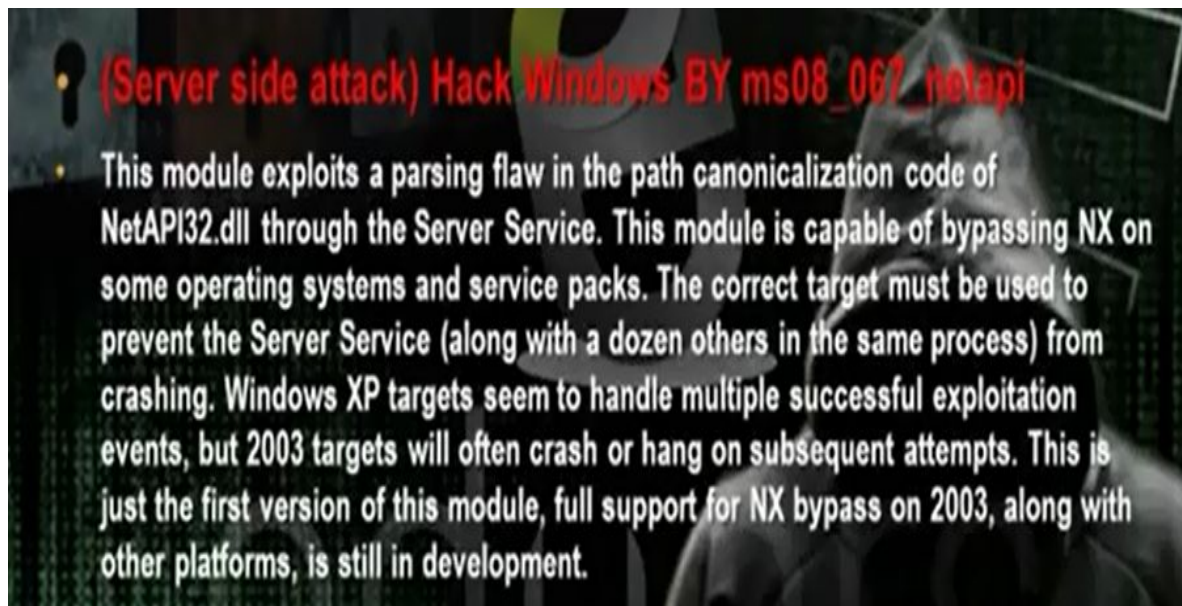 (Server side attack) Hack Windows BY ms08_067_netapi
This module exploits a parsing flaw in the path canonicalization code of
NetAPI32.dll through the Server Service. This module is capable of bypassing NX on
some operating systems and service packs. The correct target must be used to
prevent the Server Service (along with a dozen others in the same process) from
crashing. Windows XP targets seem to handle multiple successful exploitation
events, but 2003 targets will often crash or hang on subsequent attempts. This is
just the first version of this module, full support for NX bypass on 2003, along with
other platforms, is still in development.